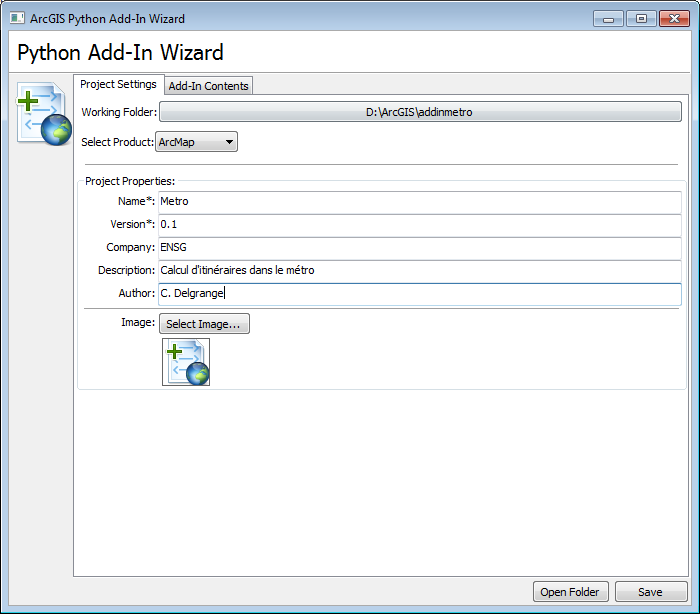 ArcGIS Python Add-In Wizard
Python Add-In Wizard
Project Settings Add-In Contents
Working Folder: D:\ArcGIS\addinmetro
Select Product: ArcMap
Project Properties:
Name*: Metro
Version*: 0.1
Company: ENSG
Description: Calcul d'itinéraires dans le métro
Author: C. Delgrange
Image: Select Image...
Open Folder Save